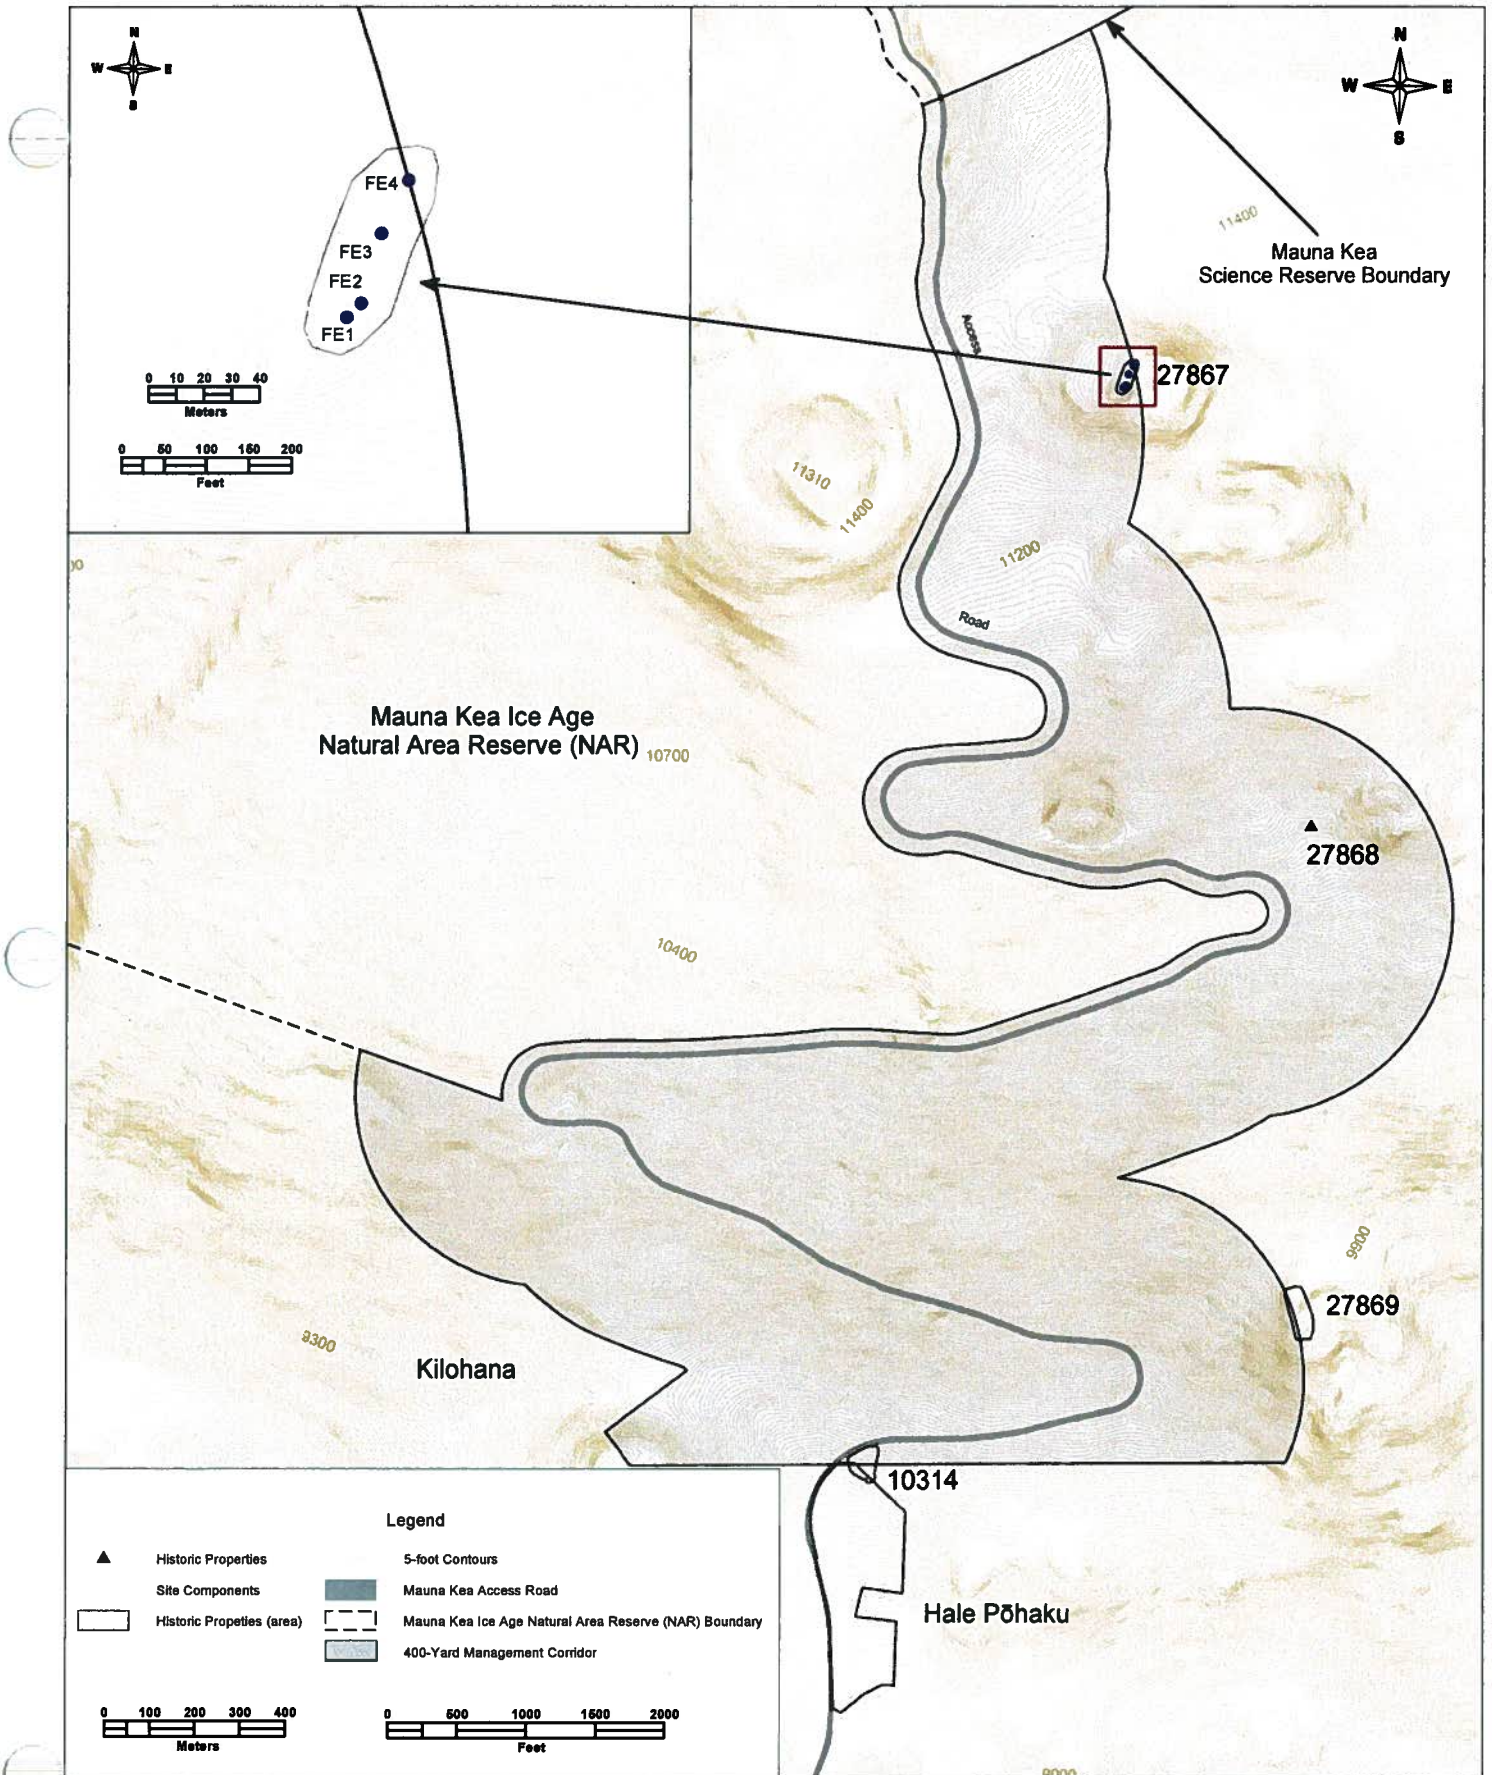 N
W E
S
FE4
FE3
FE2
FE1
0 10 20 30 40
Meters
0 50 100 150 200
Feet
N
W E
S
11400
Mauna Kea
Science Reserve Boundary
Access
27867
11310
11400
11200
Road
Mauna Kea Ice Age
Natural Area Reserve (NAR)
10700
27868
10400
9900
27869
9300
Kilohana
10314
Hale Pōhaku
Legend
Historic Properties
Site Components
Historic Propeties (area)
5-foot Contours
Mauna Kea Access Road
Mauna Kea Ice Age Natural Area Reserve (NAR) Boundary
400-Yard Management Corridor
0 100 200 300 400
Meters
0 500 1000 1500 2000
Feet